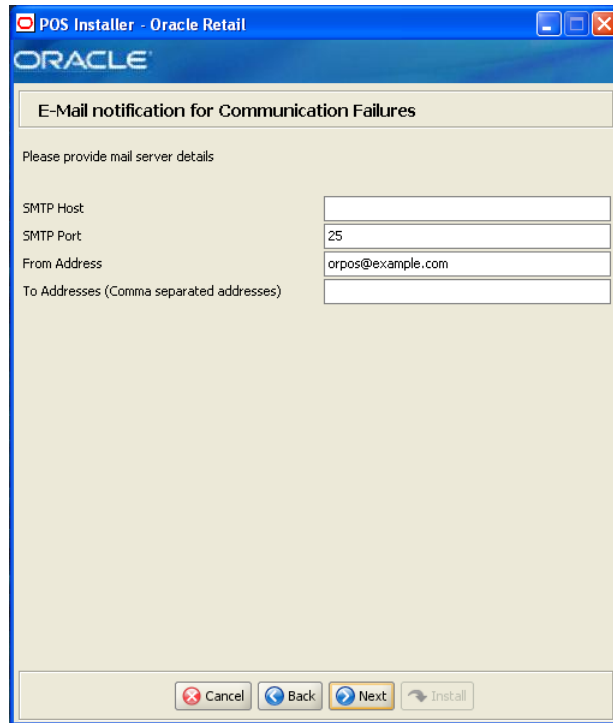 POS Installer - Oracle Retail
ORACLE
E-Mail notification for Communication Failures
Please provide mail server details
SMTP Host
SMTP Port 25
From Address orpos@example.com
To Addresses (Comma separated addresses)
Cancel Back Next Install